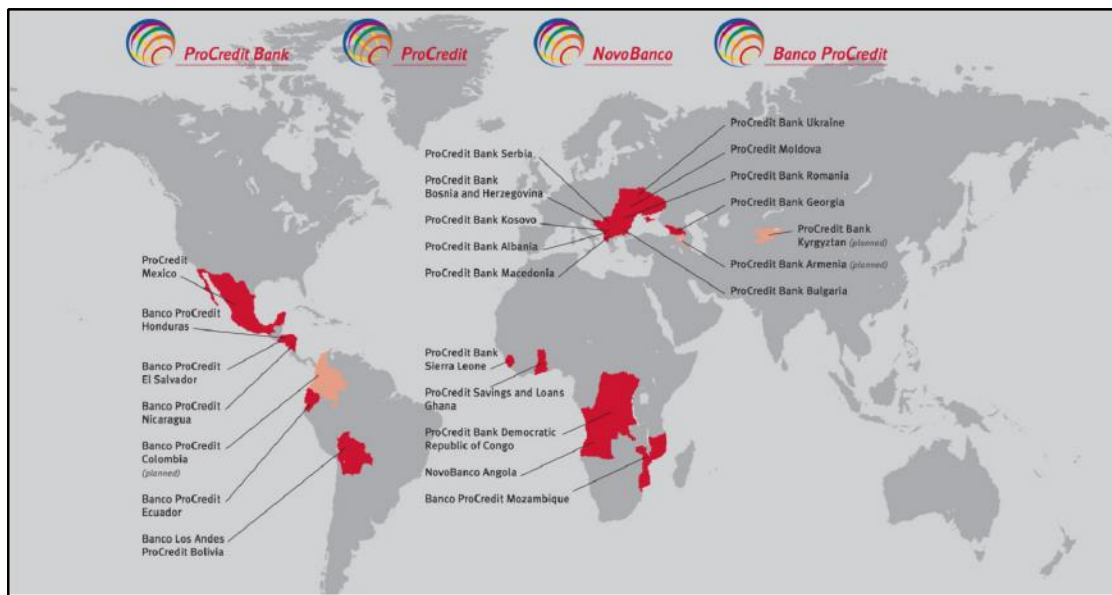 ProCredit Bank
ProCredit
NovoBanco
Banco ProCredit
ProCredit
Mexico
Banco ProCredit
Honduras
Banco ProCredit
El Salvador
Banco ProCredit
Nicaragua
Banco ProCredit
Colombia
(planned)
Banco ProCredit
Ecuador
Banco Los Andes
ProCredit Bolivia
ProCredit Bank Serbia
ProCredit Bank
Bosnia and Herzegovina
ProCredit Bank Kosovo
ProCredit Bank Albania
ProCredit Bank Macedonia
ProCredit Bank
Sierra Leone
ProCredit Savings and Loans
Ghana
ProCredit Bank Democratic
Republic of Congo
NovoBanco Angola
Banco ProCredit Mozambique
ProCredit Bank Ukraine
ProCredit Moldova
ProCredit Bank Romania
ProCredit Bank Georgia
ProCredit Bank
Kyrgyztan (planned)
ProCredit Bank Armenia (planned)
ProCredit Bank Bulgaria